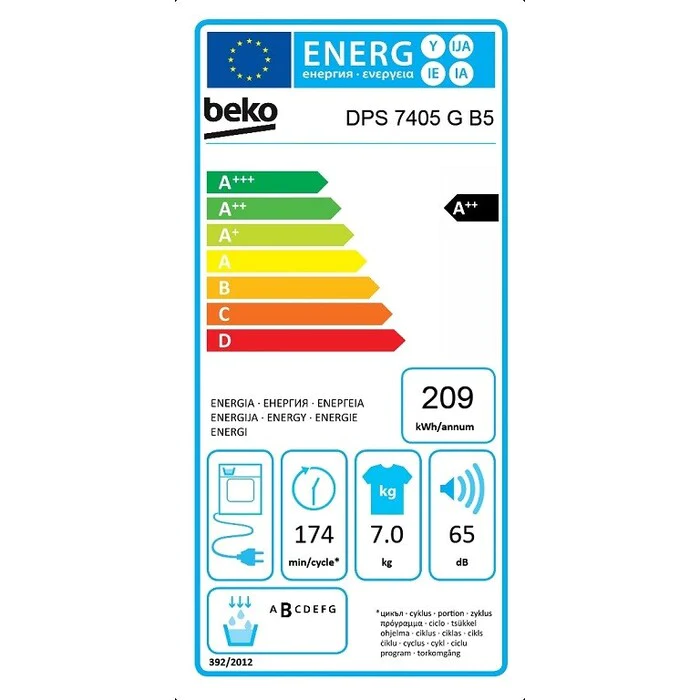 ENERG
енергия · ενεργεια
Y
IJA
IE
IA
beko
DPS 7405 G B5
A+++
A++
A+
A
B
C
D
A++
ENERGIA · ЕНЕРГИЯ · ΕΝΕΡΓΕΙΑ
ENERGIJA · ENERGY · ENERGIE
ENERGI
209
kWh/annum
174
min/cycle*
kg
7.0
kg
65
dB
A B C D E F G
*цикъл · cyklus · portion · zyklus
πρόγραμμα · ciclo · tsükkel
ohjelma · ciklus · ciklas · cikls
ċiklu · cyclus · cykl · ciclu
program · torkomgång
392/2012